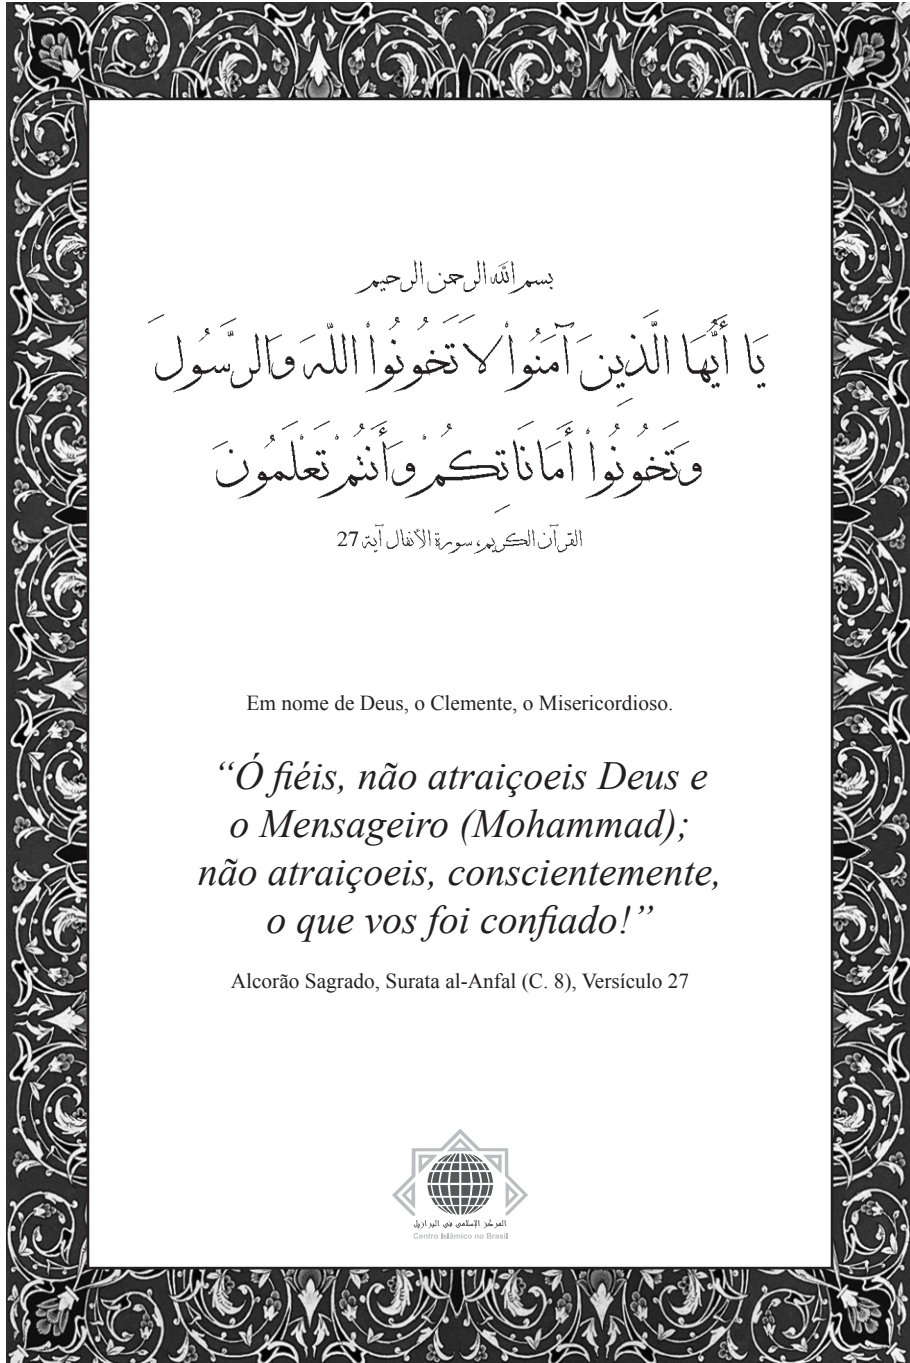 بسم الله الرحمن الرحيم
يَا أَيُّهَا الَّذِينَ آمَنُواْ لاَ تَخُونُواْ اللّهَ وَالرَّسُولَ
وَتَخُونُواْ أَمَانَاتِكُمْ وَأَنتُمْ تَعْلَمُونَ
القرآن الكريم، سورة الأنفال آية 27
Em nome de Deus, o Clemente, o Misericordioso.
“Ó fiéis, não atraiçoeis Deus e
o Mensageiro (Mohammad);
não atraiçoeis, conscientemente,
o que vos foi confiado!”
Alcorão Sagrado, Surata al-Anfal (C. 8), Versículo 27
المركز الإسلامي في البرازيل
Centro Islâmico no Brasil